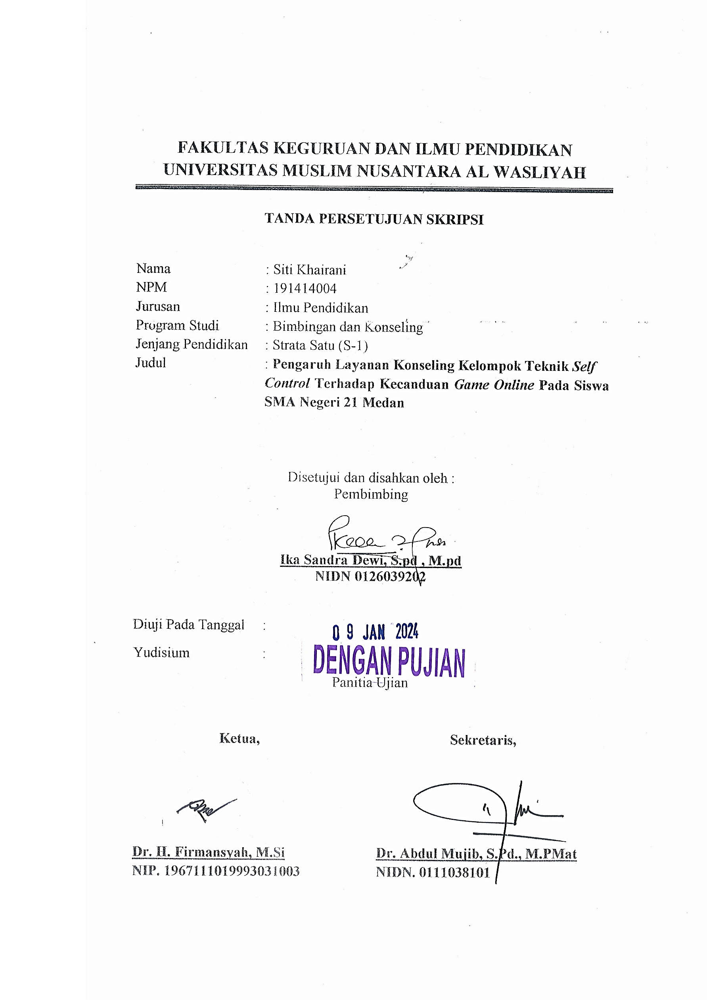 FAKULTAS KEGURUAN DAN ILMU PENDIDIKAN
UNIVERSITAS MUSLIM NUSANTARA AL WASLIYAH
TANDA PERSETUJUAN SKRIPSI
Nama : Siti Khairani
NPM : 191414004
Jurusan : Ilmu Pendidikan
Program Studi : Bimbingan dan Konseling
Jenjang Pendidikan : Strata Satu (S-1)
Judul : Pengaruh Layanan Konseling Kelompok Teknik Self
Control Terhadap Kecanduan Game Online Pada Siswa
SMA Negeri 21 Medan
Disetujui dan disahkan oleh :
Pembimbing
Ika Sandra Dewi, S.pd , M.pd
NIDN 0126039202
Diuji Pada Tanggal : 09 JAN 2024
Yudisium : DENGAN PUJIAN
Panitia Ujian
Ketua, Sekretaris,
Dr. H. Firmansyah, M.Si Dr. Abdul Mujib, S.Pd., M.PMat
NIP. 1967111019993031003 NIDN. 0111038101